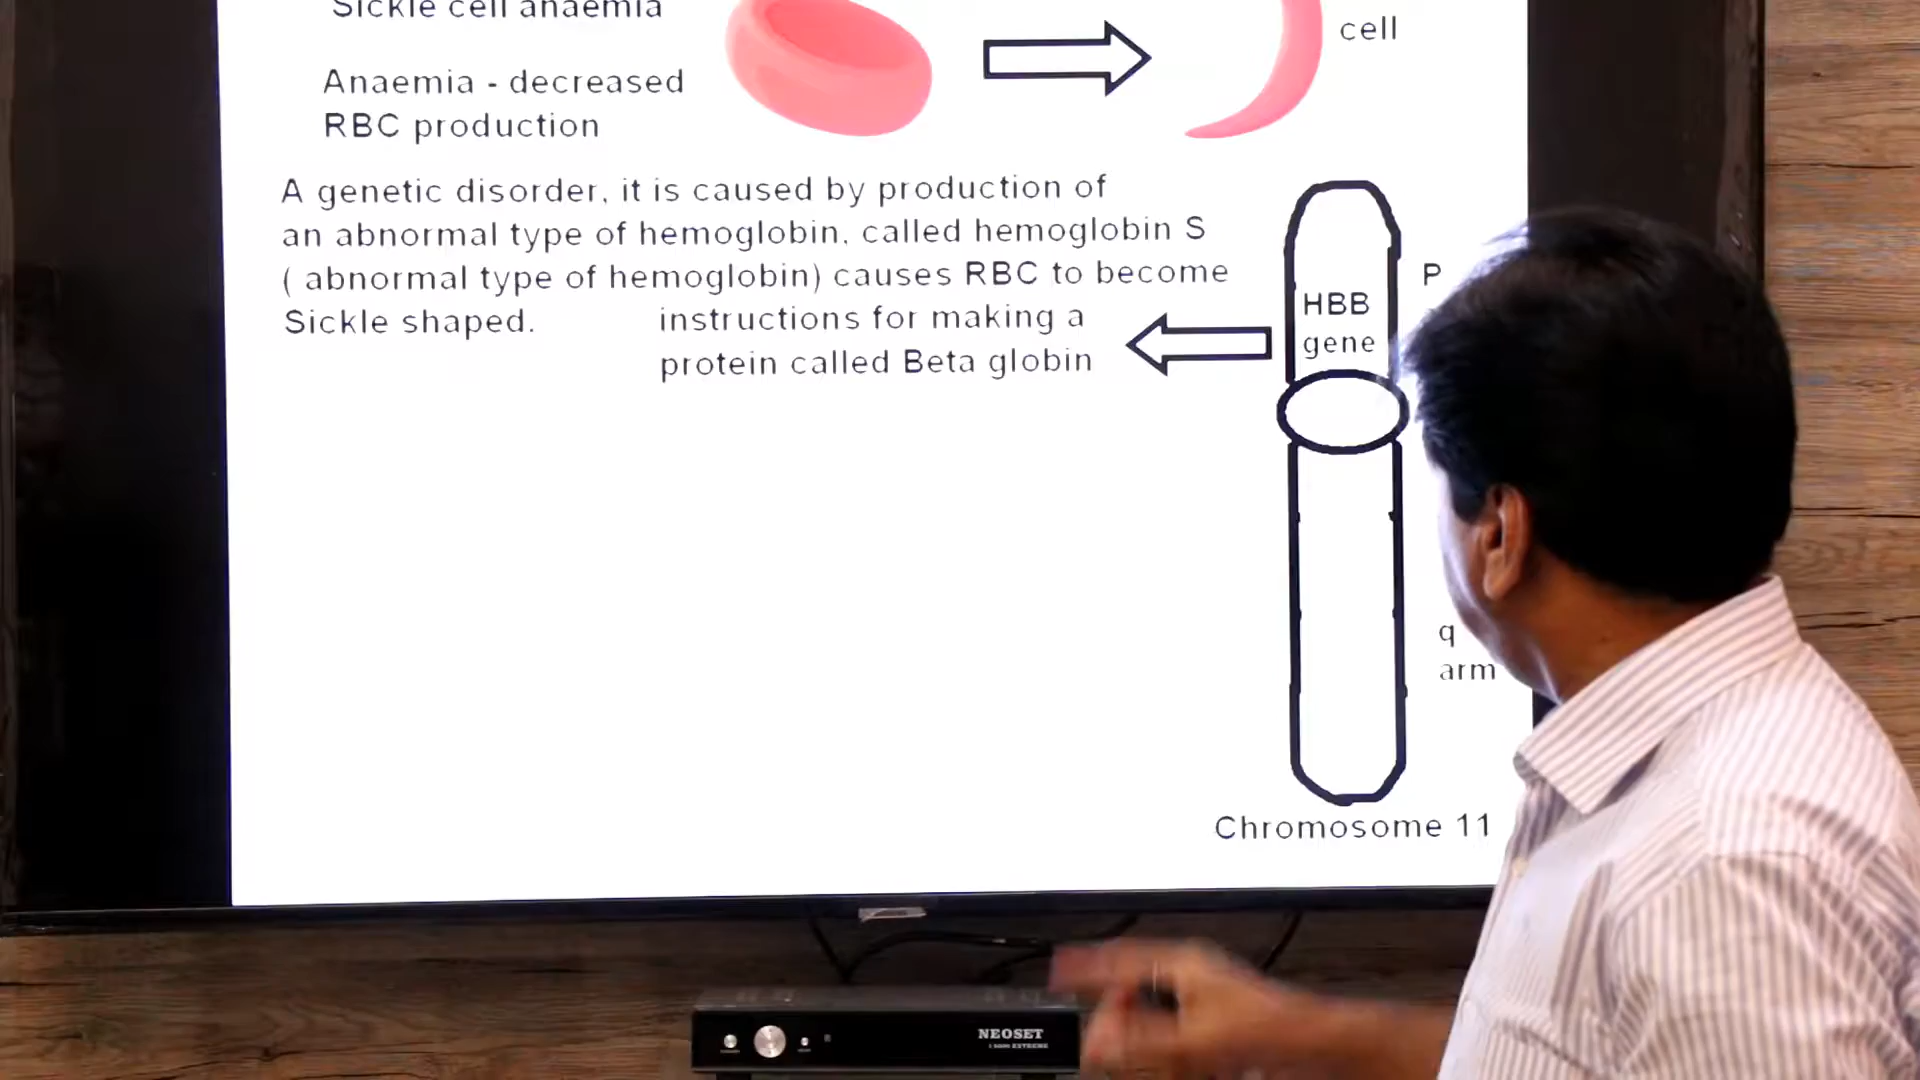 Sickle cell anaemia
cell
Anaemia - decreased
RBC production
A genetic disorder, it is caused by production of
an abnormal type of hemoglobin. called hemoglobin S
( abnormal type of hemoglobin) causes RBC to become
Sickle shaped.
instructions for making a
protein called Beta globin
HBB
gene
P
q
arm
Chromosome 11
NEOSET